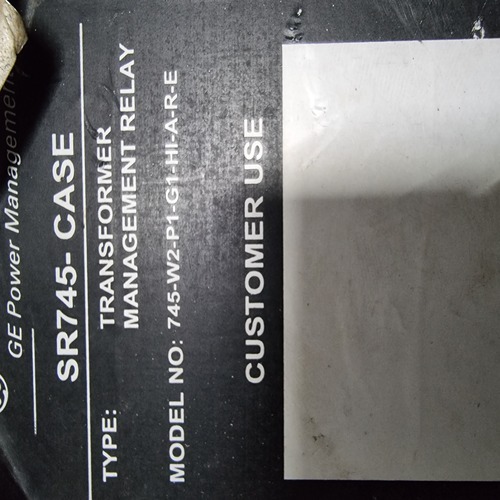 GE Power Management
SR745- CASE
TYPE: TRANSFORMER
MANAGEMENT RELAY
MODEL NO: 745-W2-P1-G1-HI-A-R-E
CUSTOMER USE